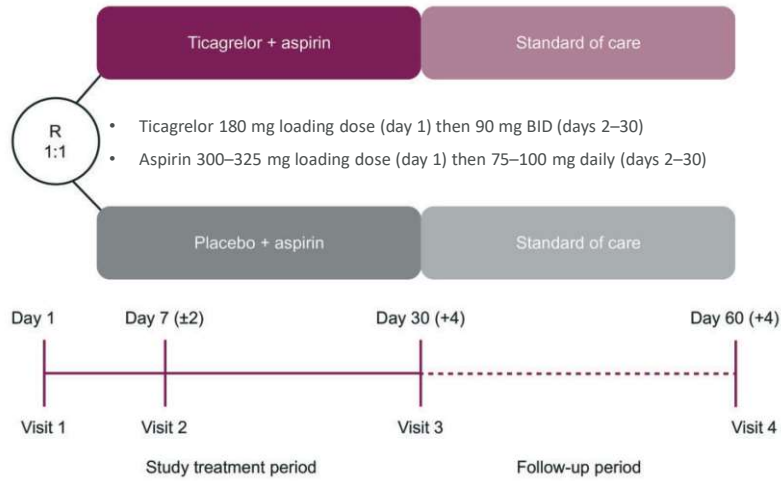 Ticagrelor + aspirin
Standard of care
R
1:1
• Ticagrelor 180 mg loading dose (day 1) then 90 mg BID (days 2–30)
• Aspirin 300–325 mg loading dose (day 1) then 75–100 mg daily (days 2–30)
Placebo + aspirin
Standard of care
Day 1
Day 7 (±2)
Day 30 (+4)
Day 60 (+4)
Visit 1
Visit 2
Visit 3
Visit 4
Study treatment period
Follow-up period